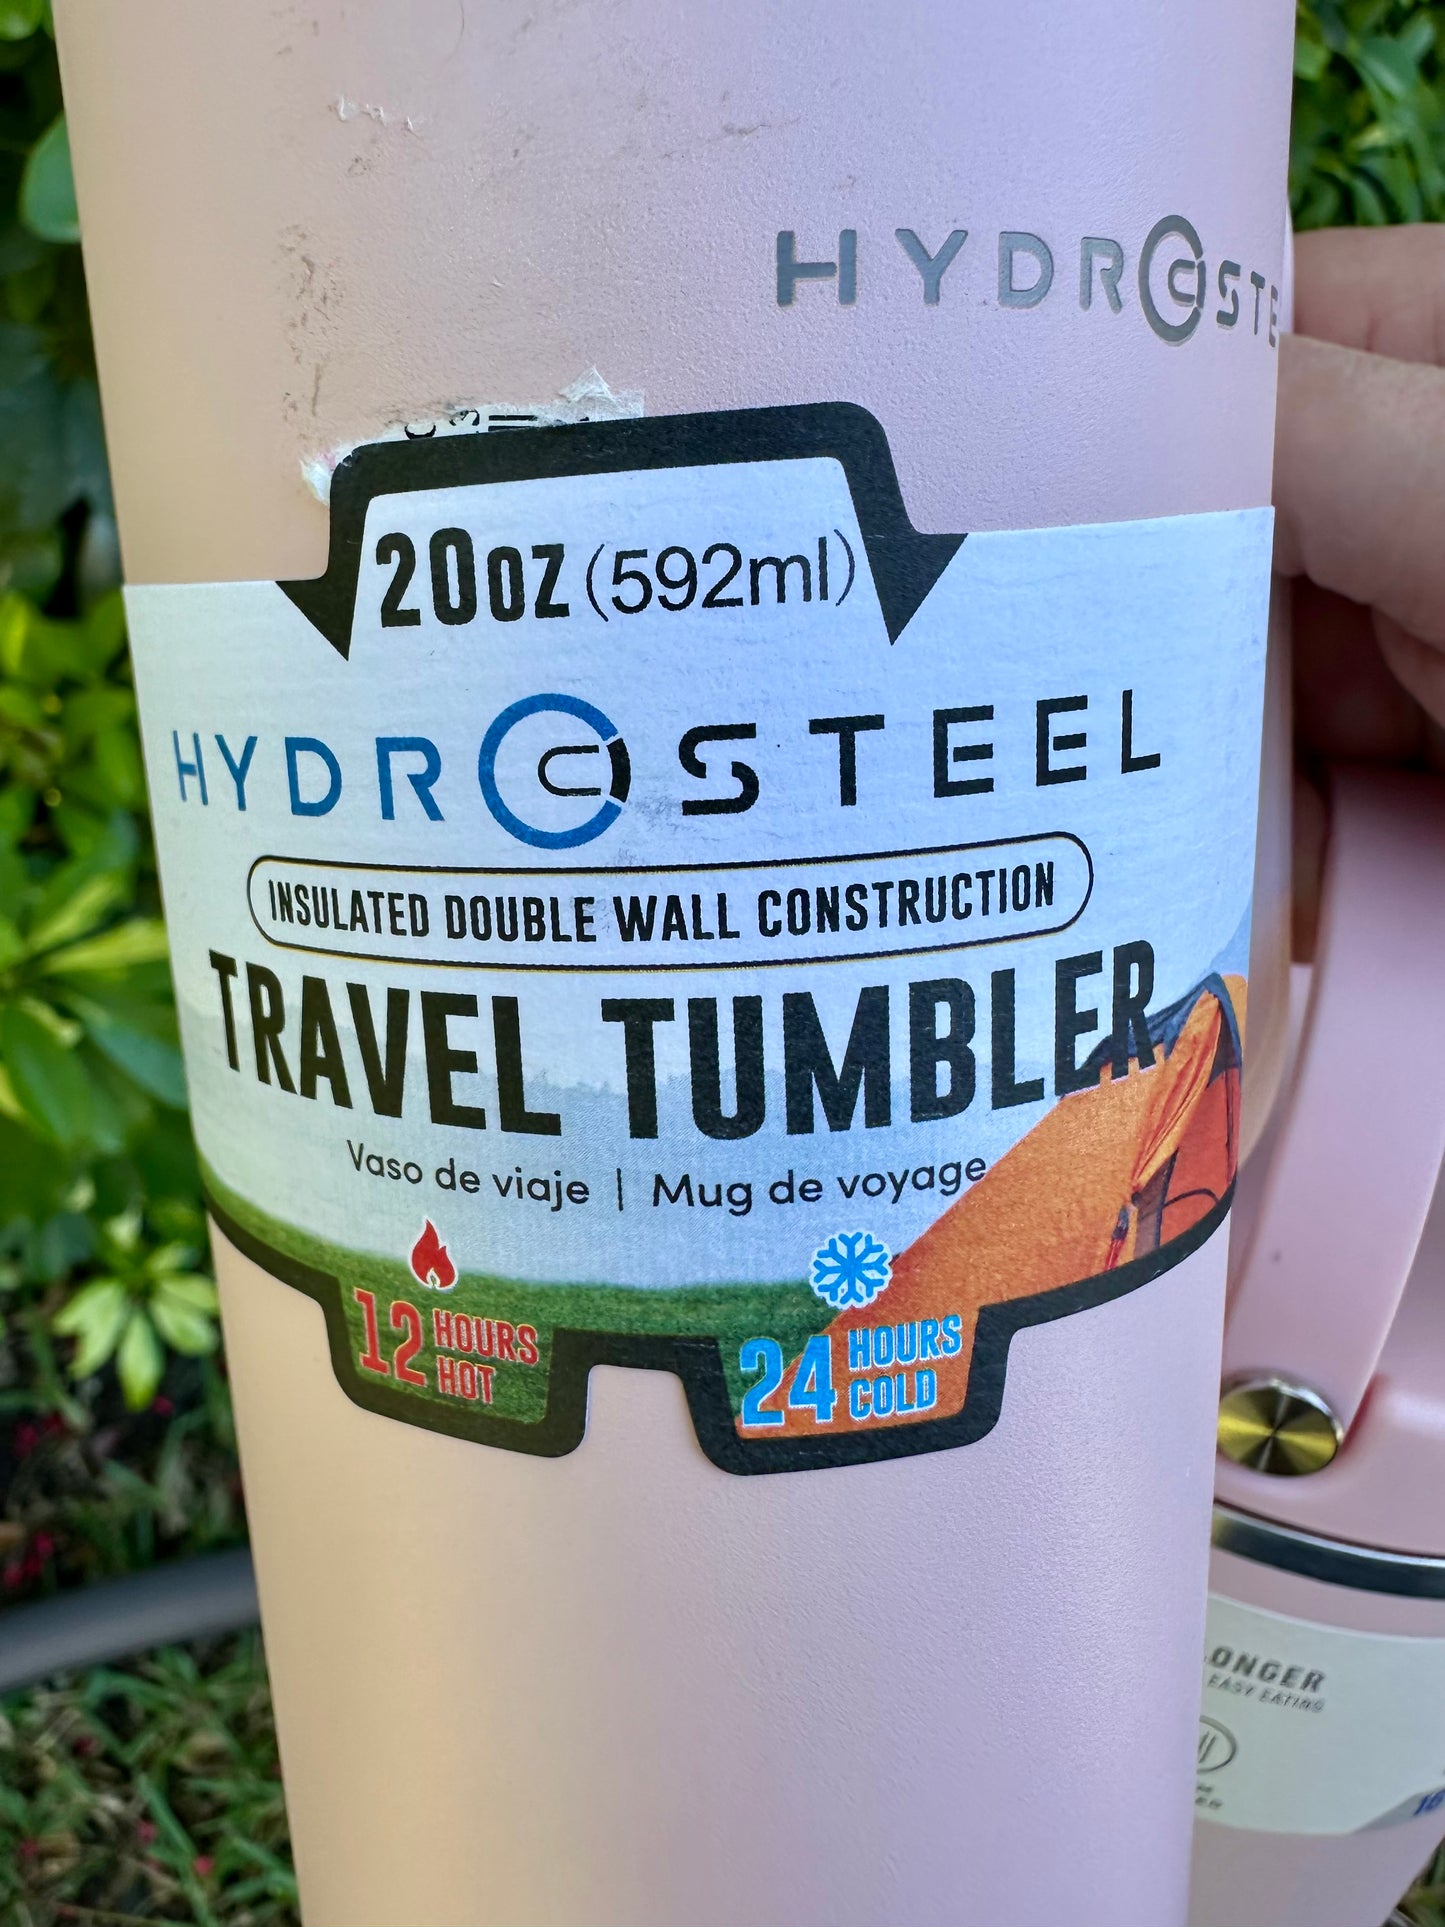 HYDROSTE
20oz (592ml)
HYDROSTEEL
INSULATED DOUBLE WALL CONSTRUCTION
TRAVEL TUMBLER
Vaso de viaje | Mug de voyage
12 HOURS HOT
24 HOURS COLD
ONGER
EASY EATING